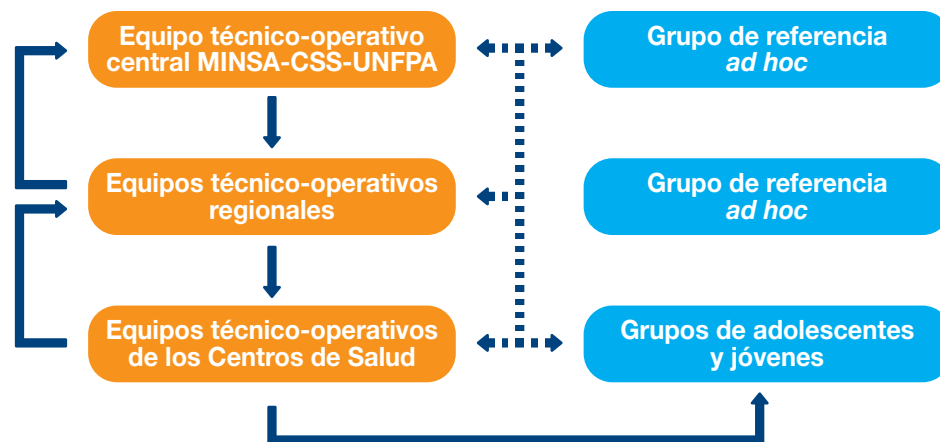 Equipo técnico-operativo
central MINSA-CSS-UNFPA
Grupo de referencia
ad hoc
Equipos técnico-operativos
regionales
Grupo de referencia
ad hoc
Equipos técnico-operativos
de los Centros de Salud
Grupos de adolescentes
y jóvenes